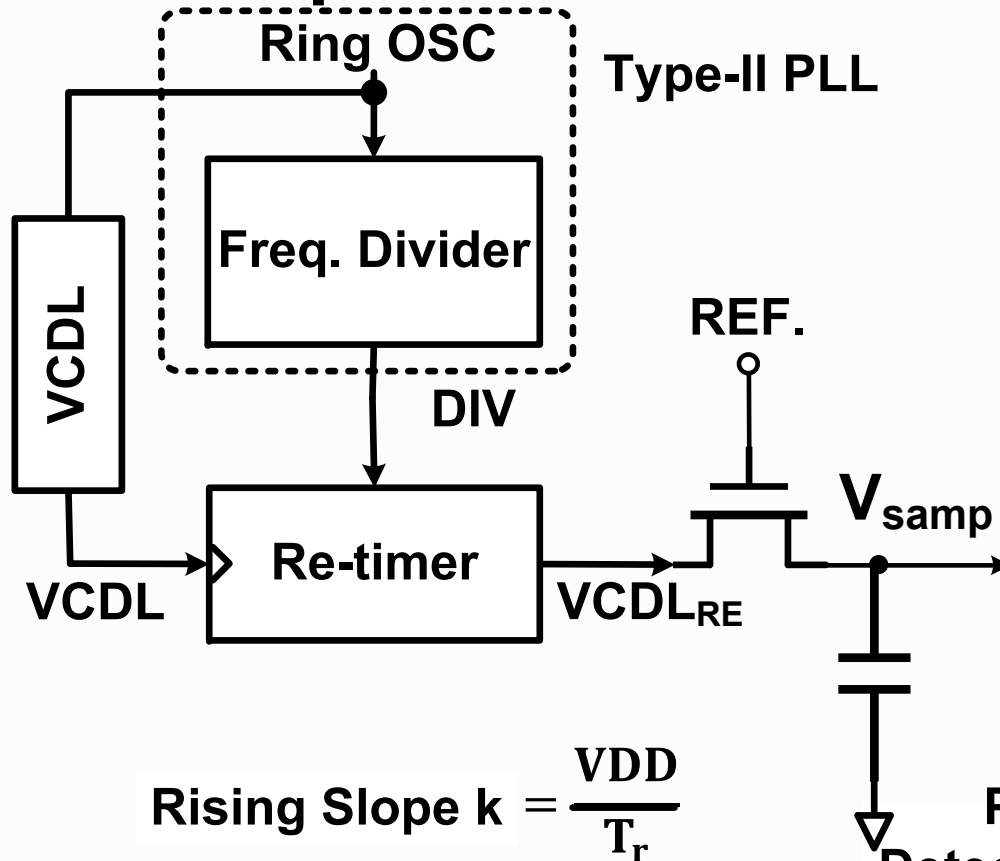 Ring OSC
Type-II PLL
Freq. Divider
VCDL
REF.
DIV
V_samp
Re-timer
VCDL
VCDL_RE
Rising Slope k = VDD / T_r